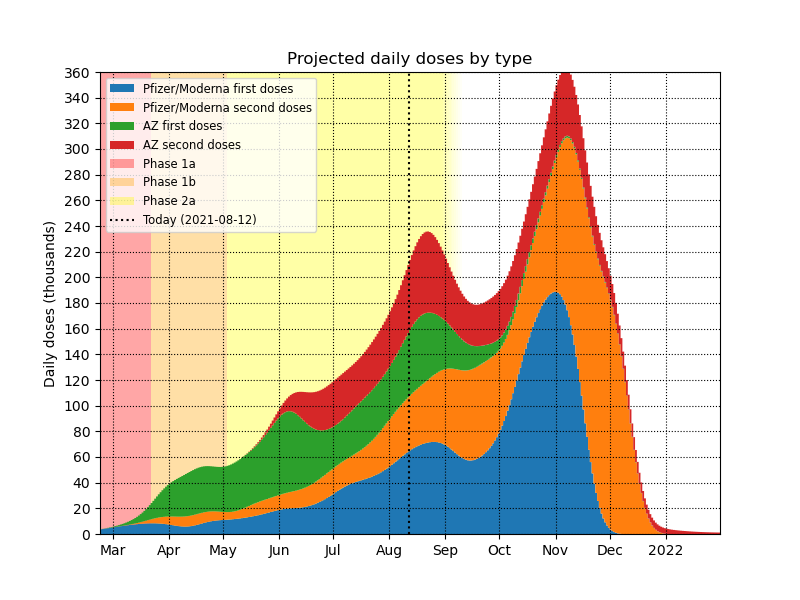 Projected daily doses by type
Daily doses (thousands)
360
340
320
300
280
260
240
220
200
180
160
140
120
100
80
60
40
20
0
Pfizer/Moderna first doses
Pfizer/Moderna second doses
AZ first doses
AZ second doses
Phase 1a
Phase 1b
Phase 2a
Today (2021-08-12)
Mar Apr May Jun Jul Aug Sep Oct Nov Dec 2022